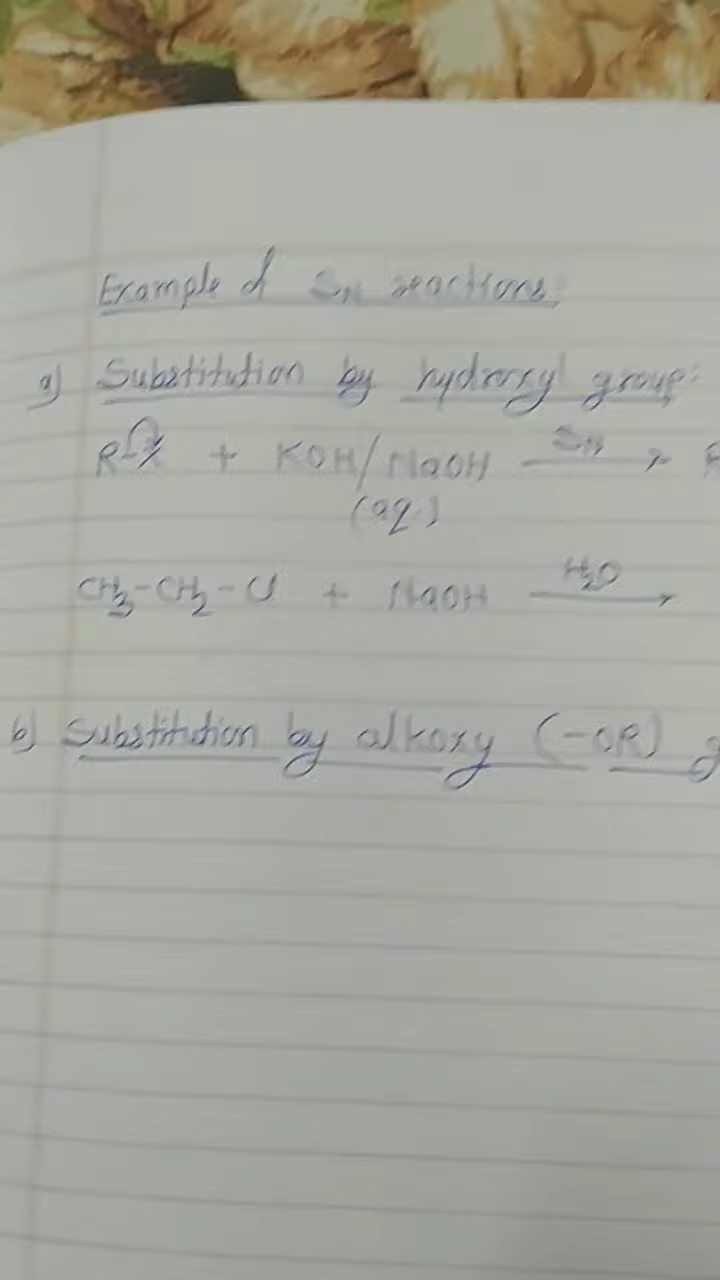 Example of SN reactions:
a) Substitution by hydroxyl group:
R-X + KOH/NaOH SN →
(aq.)
CH3-CH2-Cl + NaOH H2O →
b) Substitution by alkoxy (-OR)